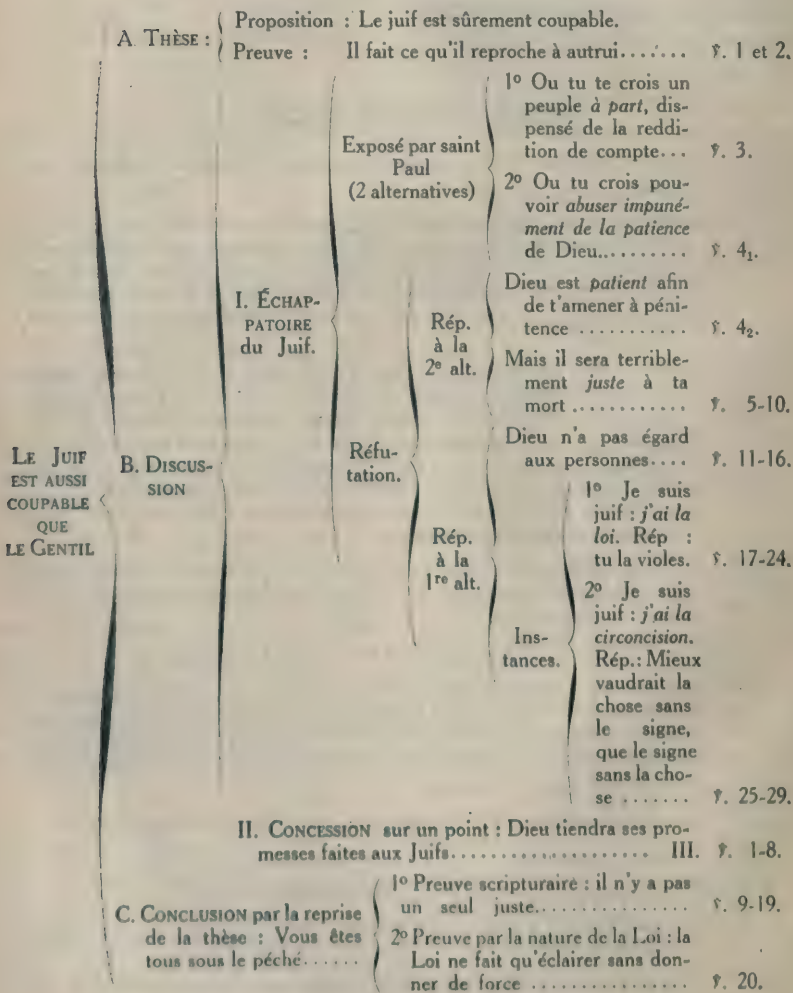 A. THÈSE :
Proposition : Le juif est sûrement coupable.
Preuve : Il fait ce qu'il reproche à autrui....... ℣. 1 et 2.
LE JUIF
EST AUSSI
COUPABLE
QUE
LE GENTIL
B. DISCUS-
SION
I. ÉCHAP-
PATOIRE
du Juif.
Exposé par saint
Paul
(2 alternatives)
1º Ou tu te crois un
peuple à part, dis-
pensé de la reddi-
tion de compte... ℣. 3.
2º Ou tu crois pou-
voir abuser impuné-
ment de la patience
de Dieu.......... ℣. 4₁.
Réfu-
tation.
Rép.
à la
2e alt.
Dieu est patient afin
de t'amener à péni-
tence ........... ℣. 4₂.
Mais il sera terrible-
ment juste à ta
mort ............ ℣. 5-10.
Rép.
à la
1re alt.
Dieu n'a pas égard
aux personnes.... ℣. 11-16.
Ins-
tances.
1º Je suis
juif : j'ai la
loi. Rép :
tu la violes. ℣. 17-24.
2º Je suis
juif : j'ai la
circoncision.
Rép.: Mieux
vaudrait la
chose sans
le signe,
que le signe
sans la cho-
se ....... ℣. 25-29.
II. CONCESSION sur un point : Dieu tiendra ses pro-
messes faites aux Juifs.................... III. ℣. 1-8.
C. CONCLUSION par la reprise
de la thèse : Vous êtes
tous sous le péché......
1º Preuve scripturaire : il n'y a pas
un seul juste................ ℣. 9-19.
2º Preuve par la nature de la Loi : la
Loi ne fait qu'éclairer sans don-
ner de force ................ ℣. 20.